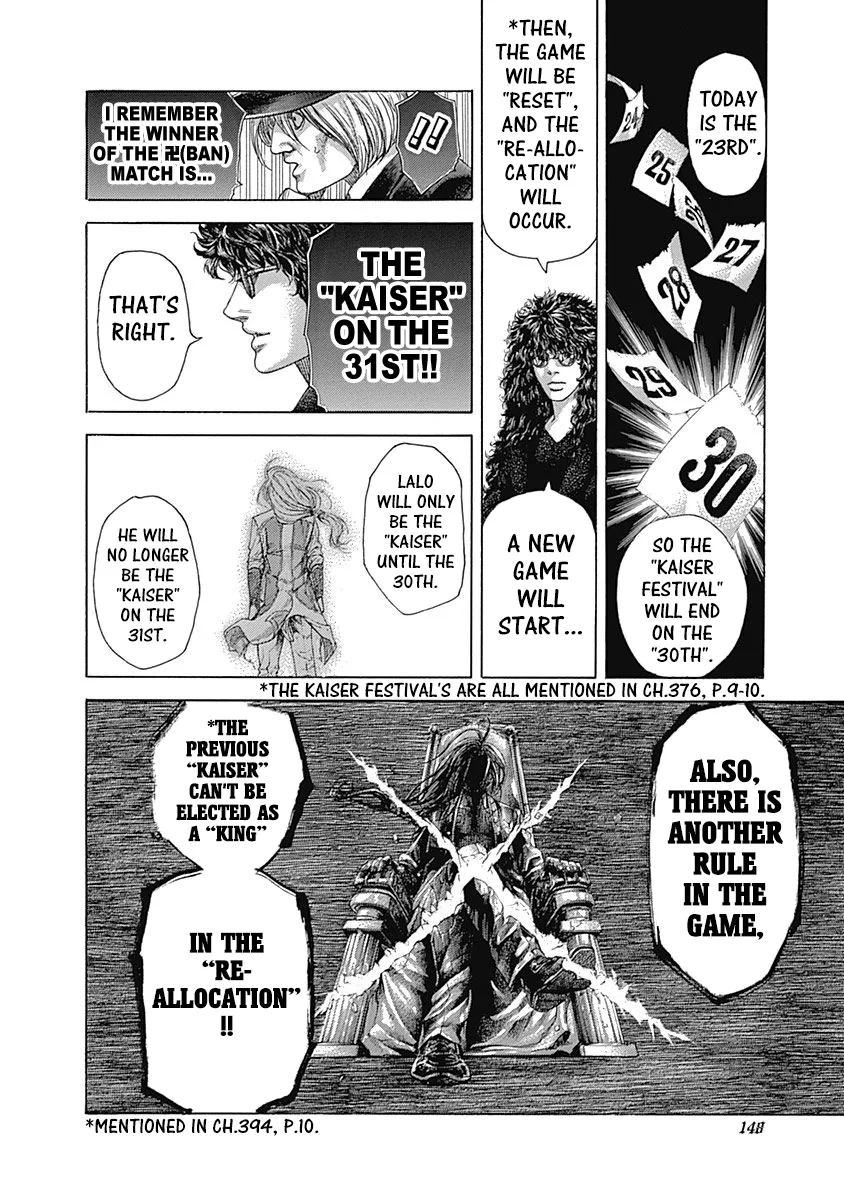 TODAY
IS THE
"23RD".
24
25
26
27
28
29
30
SO THE
"KAISER
FESTIVAL"
WILL END
ON THE
"30TH".
*THEN,
THE GAME
WILL BE
"RESET",
AND THE
"RE-ALLO-
CATION"
WILL
OCCUR.
A NEW
GAME
WILL
START...
!!
I REMEMBER
THE WINNER
OF THE 卍(BAN)
MATCH IS...
THE
"KAISER"
ON THE
31ST!!
THAT'S
RIGHT.
LALO
WILL ONLY
BE THE
"KAISER"
UNTIL THE
30TH.
HE WILL
NO LONGER
BE THE
"KAISER"
ON THE
31ST.
*THE KAISER FESTIVAL'S ARE ALL MENTIONED IN CH.376, P.9-10.
ALSO,
THERE IS
ANOTHER
RULE
IN THE
GAME,
*THE
PREVIOUS
“KAISER”
CAN'T BE
ELECTED AS
A “KING”
IN THE
“RE-
ALLOCATION”
!!
*MENTIONED IN CH.394, P.10.